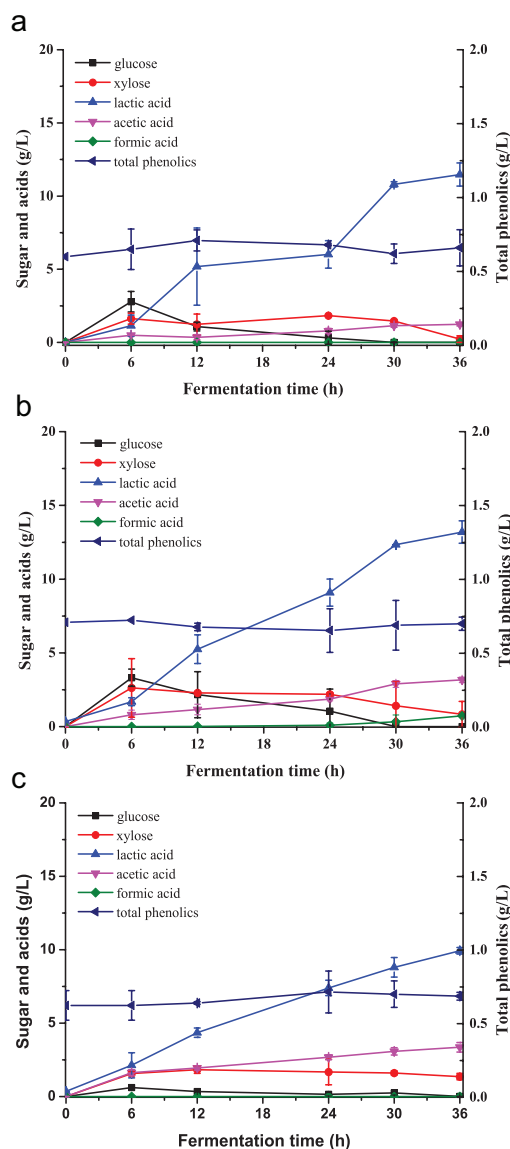 a
20
15
10
5
0
Sugar and acids (g/L)
glucose
xylose
lactic acid
acetic acid
formic acid
total phenolics
2.0
1.5
1.0
0.5
0.0
Total phenolics (g/L)
0 6 12 18 24 30 36
Fermentation time (h)
b
20
15
10
5
0
Sugar and acids (g/L)
glucose
xylose
lactic acid
acetic acid
formic acid
total phenolics
2.0
1.5
1.0
0.5
0.0
Total phenolics (g/L)
0 6 12 18 24 30 36
Fermentation time (h)
c
20
15
10
5
0
Sugar and acids (g/L)
glucose
xylose
lactic acid
acetic acid
formic acid
total phenolics
2.0
1.5
1.0
0.5
0.0
Total phenolics (g/L)
0 6 12 18 24 30 36
Fermentation time (h)